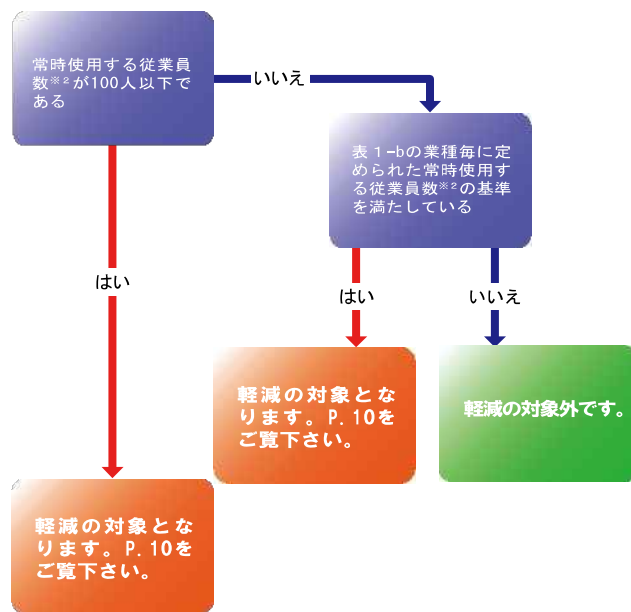 常時使用する従業員
数※２が100人以下で
ある
いいえ
表１-bの業種毎に定
められた常時使用す
る従業員数※２の基準
を満たしている
はい
はい
いいえ
軽減の対象とな
ります。P.10を
ご覧下さい。
軽減の対象外です。
軽減の対象とな
ります。P.10を
ご覧下さい。